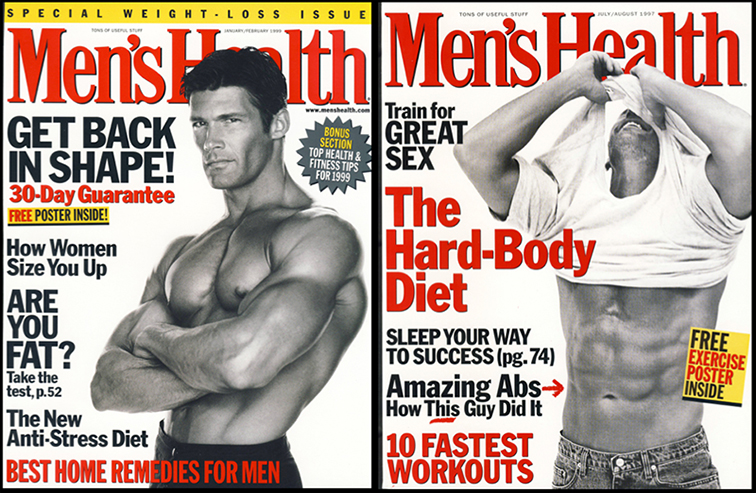 SPECIAL WEIGHT-LOSS ISSUE
TONS OF USEFUL STUFF
JANUARY/FEBRUARY 1999
Men's Health
www.menshealth.com
GET BACK
IN SHAPE!
30-Day Guarantee
FREE POSTER INSIDE!
BONUS
SECTION
TOP HEALTH &
FITNESS TIPS
FOR 1999
How Women
Size You Up
ARE
YOU
FAT?
Take the
test, p.52
The New
Anti-Stress Diet
BEST HOME REMEDIES FOR MEN
TONS OF USEFUL STUFF
JULY/AUGUST 1997
Men's Health
Train for
GREAT
SEX
The
Hard-Body
Diet
SLEEP YOUR WAY
TO SUCCESS (pg. 74)
Amazing Abs
How This Guy Did It
FREE
EXERCISE
POSTER
INSIDE
10 FASTEST
WORKOUTS